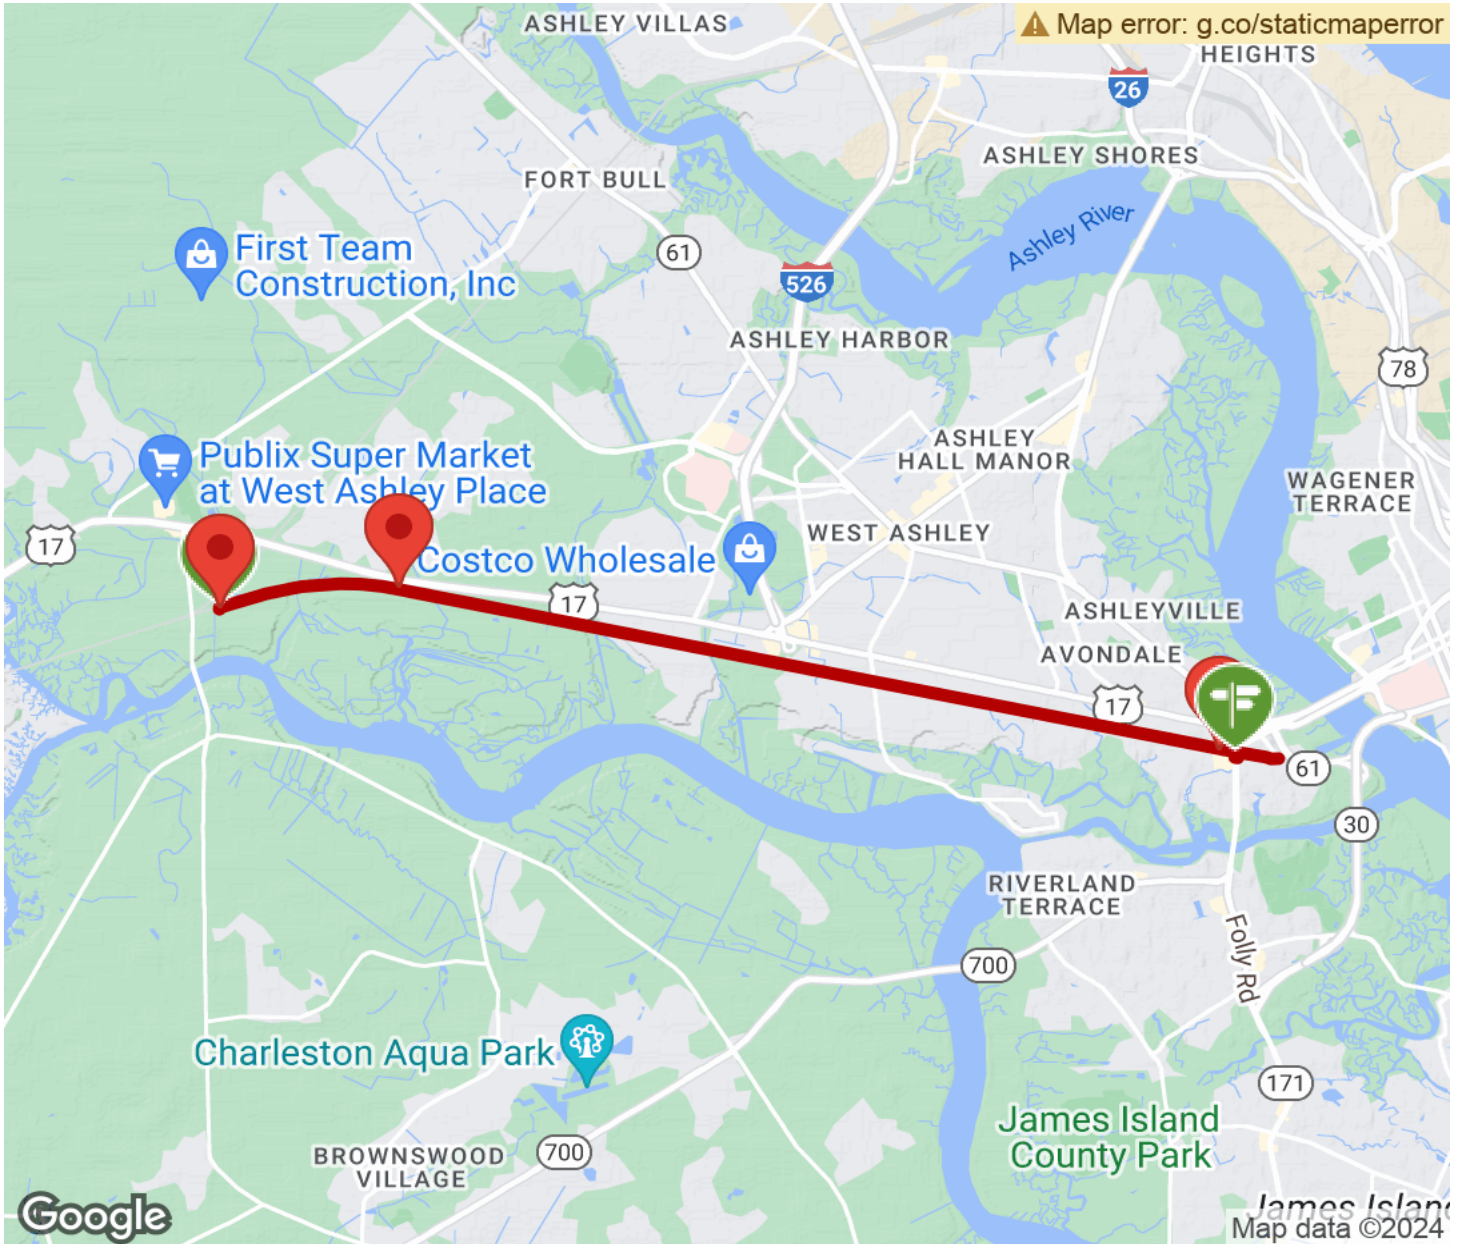 ASHLEY VILLAS
Map error: g.co/staticmaperror
HEIGHTS
26
ASHLEY SHORES
FORT BULL
Ashley River
61
First Team
Construction, Inc
526
ASHLEY HARBOR
78
Publix Super Market
at West Ashley Place
ASHLEY
HALL MANOR
WAGENER
TERRACE
17
Costco Wholesale
WEST ASHLEY
17
ASHLEYVILLE
AVONDALE
17
61
30
RIVERLAND
TERRACE
Folly Rd
700
Charleston Aqua Park
171
James Island
County Park
700
BROWNSWOOD
VILLAGE
Google
James Islan
Map data ©2024